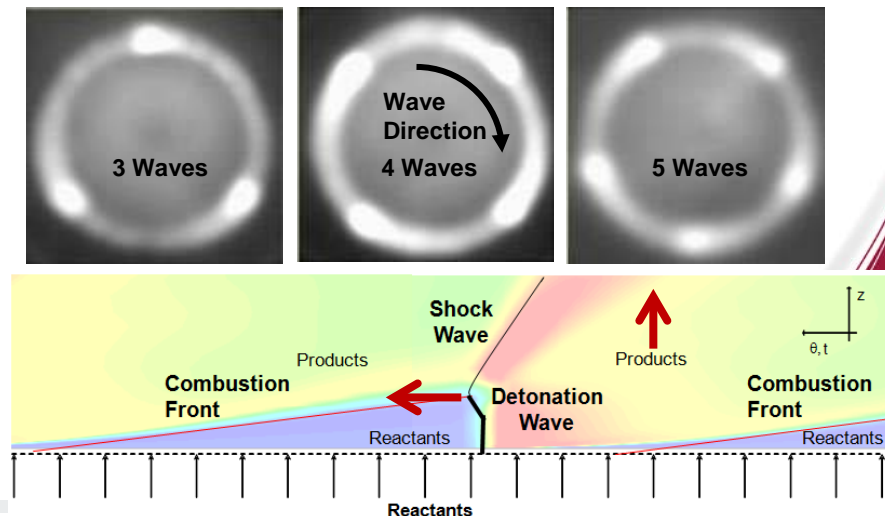 3 Waves
Wave
Direction
4 Waves
5 Waves
Shock
Wave
z
θ, t
Products
Products
Combustion
Front
Detonation
Wave
Combustion
Front
Reactants
Reactants
Reactants